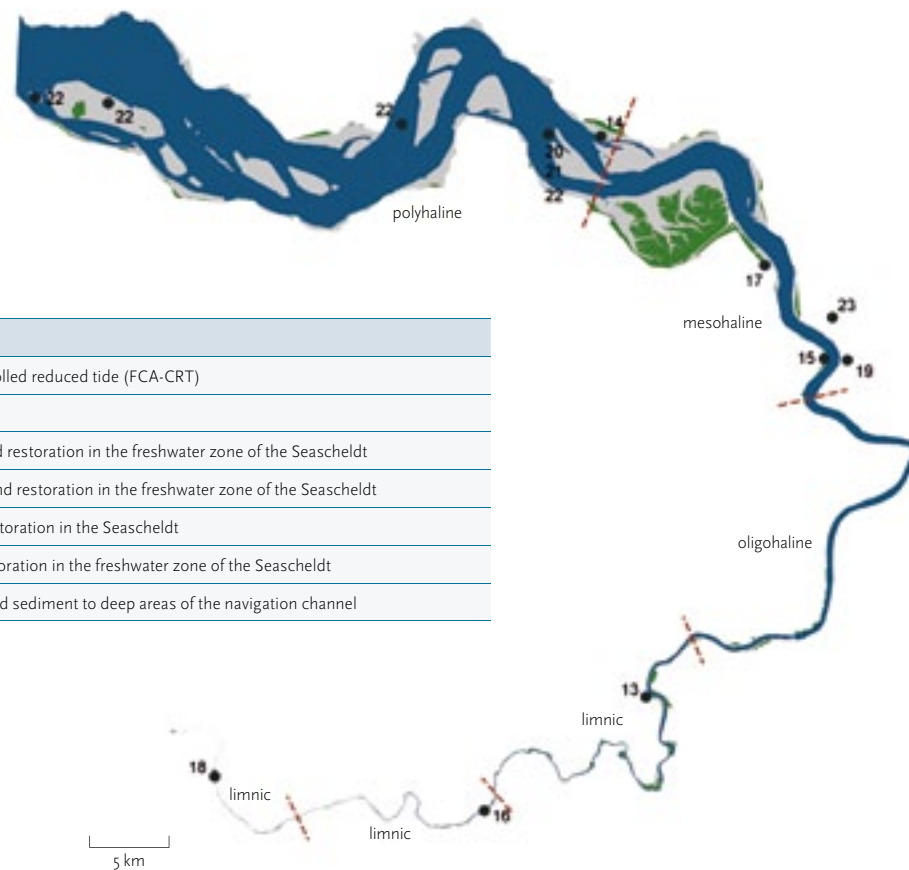 22
22
22
14
20
21
22
polyhaline
17
23
mesohaline
15
19
olled reduced tide (FCA-CRT)
d restoration in the freshwater zone of the Seascheldt
nd restoration in the freshwater zone of the Seascheldt
toration in the Seascheldt
oration in the freshwater zone of the Seascheldt
d sediment to deep areas of the navigation channel
oligohaline
13
limnic
18
limnic
16
limnic
5 km